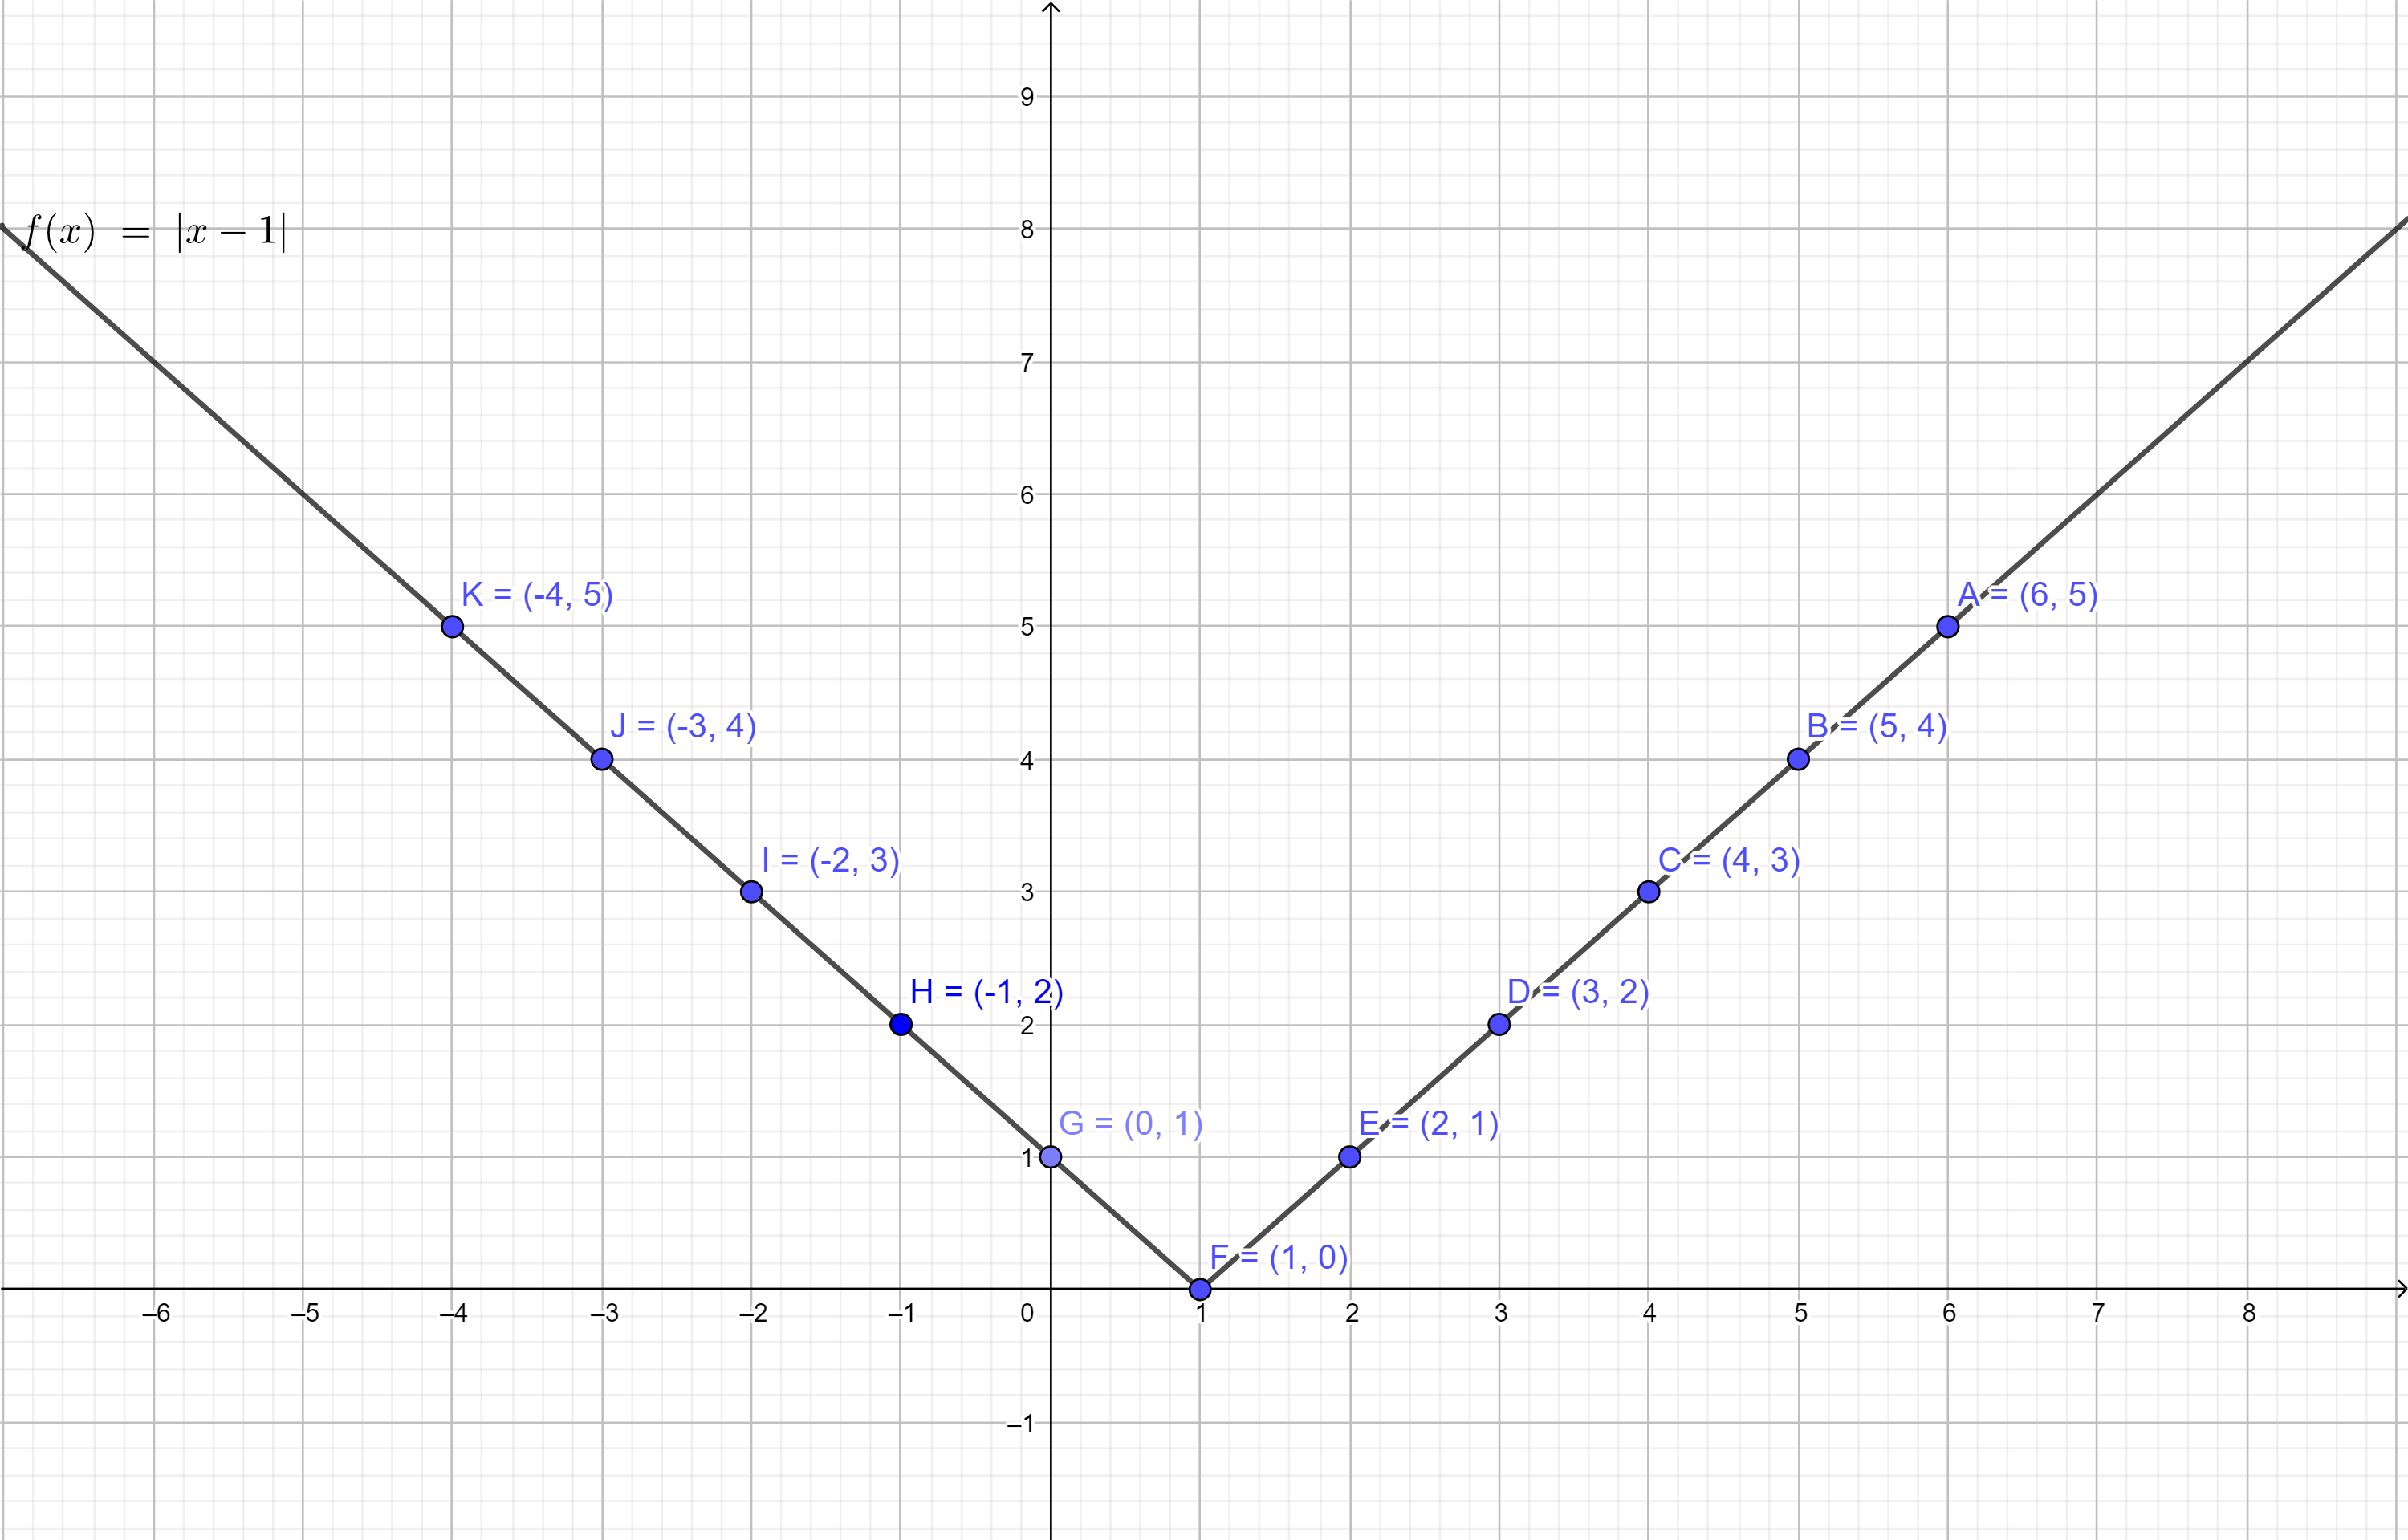 9
f(x) = |x − 1|
8
7
6
K = (-4, 5)
A = (6, 5)
5
J = (-3, 4)
B = (5, 4)
4
I = (-2, 3)
C = (4, 3)
3
H = (-1, 2)
D = (3, 2)
2
G = (0, 1)
E = (2, 1)
1
F = (1, 0)
–6 –5 –4 –3 –2 –1 0 1 2 3 4 5 6 7 8
–1